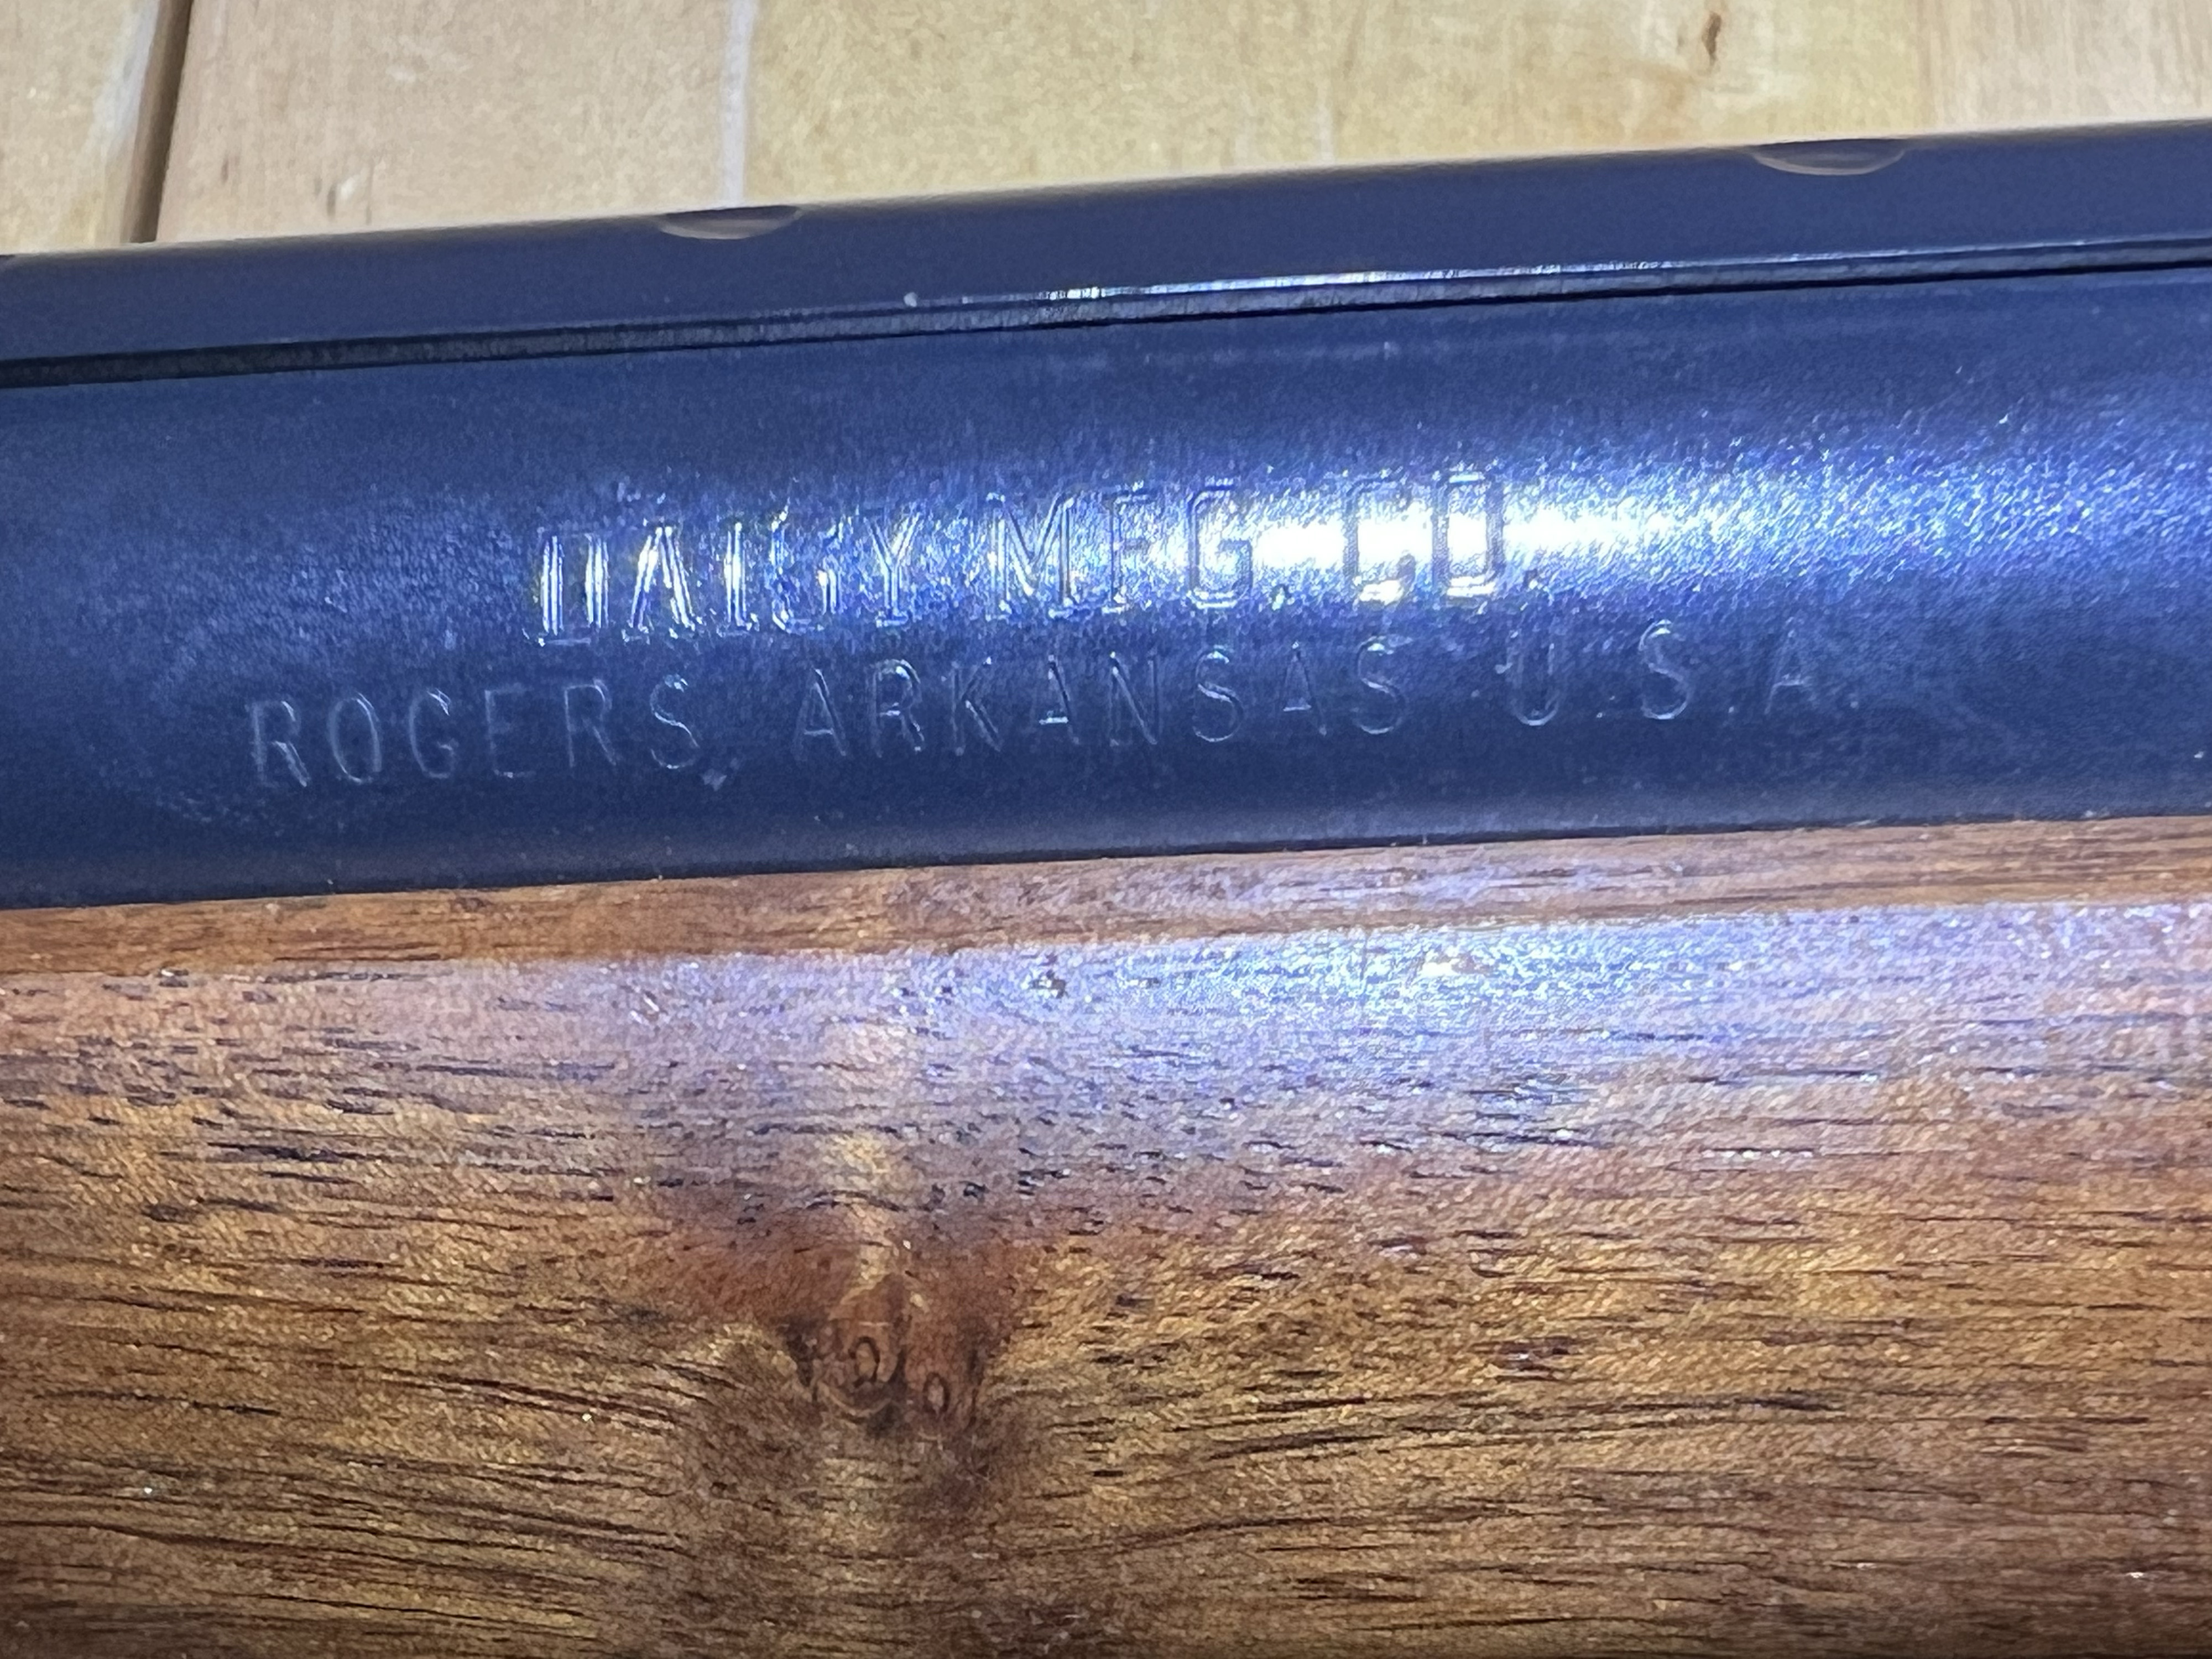 DAISY MFG. CO.
ROGERS, ARKANSAS U.S.A.